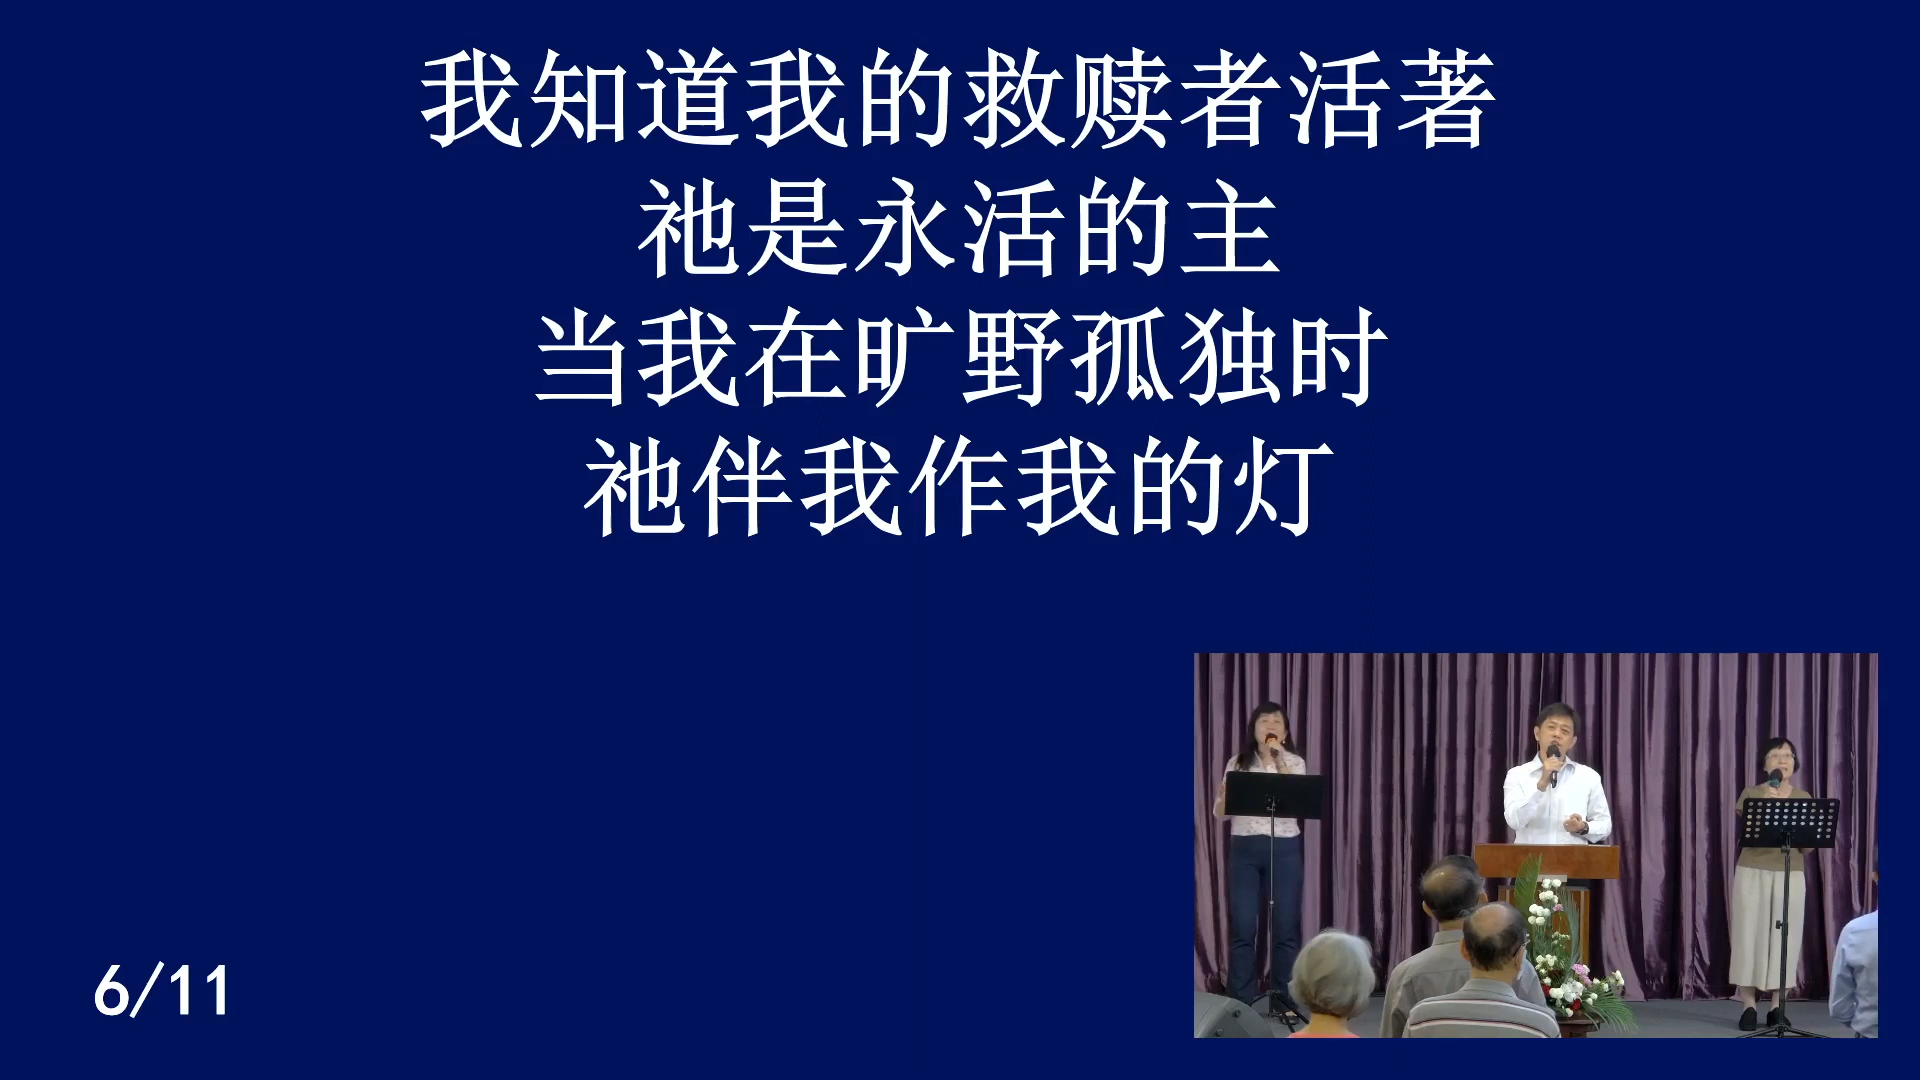 我知道我的救赎者活著
祂是永活的主
当我在旷野孤独时
祂伴我作我的灯
6/11